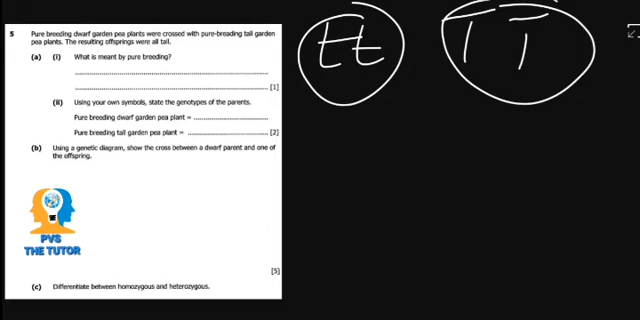 5 Pure breeding dwarf garden pea plants were crossed with pure-breading tall garden
pea plants. The resulting offsprings were all tall.
(a) (i) What is meant by pure breeding?
..........................................................................
.......................................................................... [1]
(ii) Using your own symbols, state the genotypes of the parents.
Pure breeding dwarf garden pea plant = ..............................
Pure breeding tall garden pea plant = .............................. [2]
(b) Using a genetic diagram, show the cross between a dwarf parent and one of
the offspring.
PVS
THE TUTOR
[5]
(c) Differentiate between homozygous and heterozygous.
tt TT